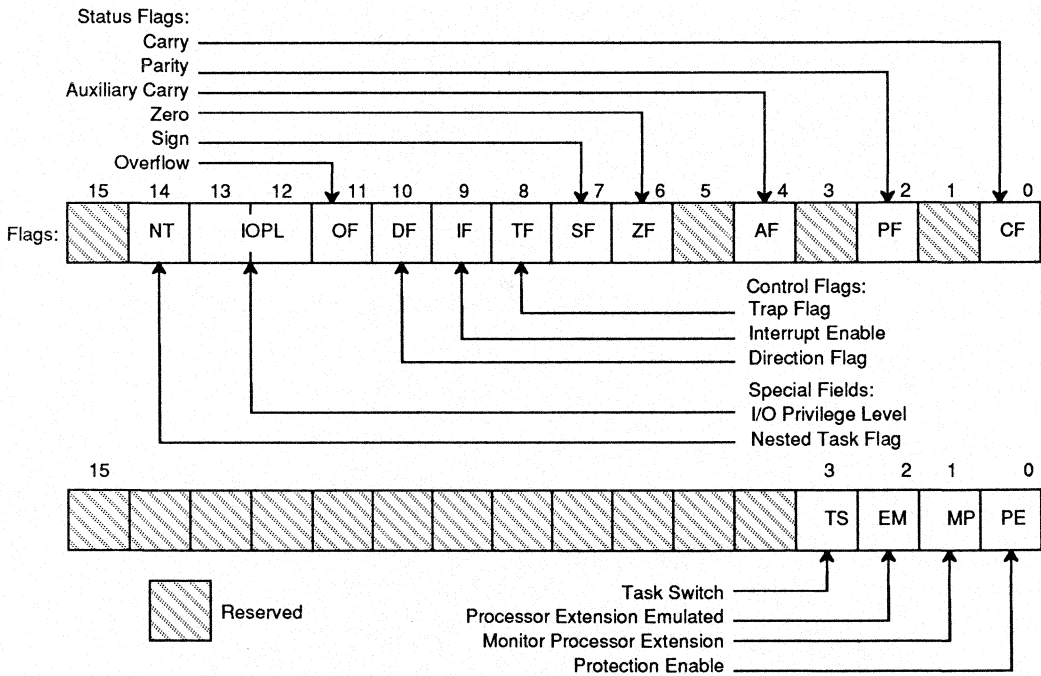 Status Flags:
Carry
Parity
Auxiliary Carry
Zero
Sign
Overflow
15 14 13 12 11 10 9 8 7 6 5 4 3 2 1 0
Flags: NT IOPL OF DF IF TF SF ZF AF PF CF
Control Flags:
Trap Flag
Interrupt Enable
Direction Flag
Special Fields:
I/O Privilege Level
Nested Task Flag
15 3 2 1 0
TS EM MP PE
Task Switch
Reserved
Processor Extension Emulated
Monitor Processor Extension
Protection Enable